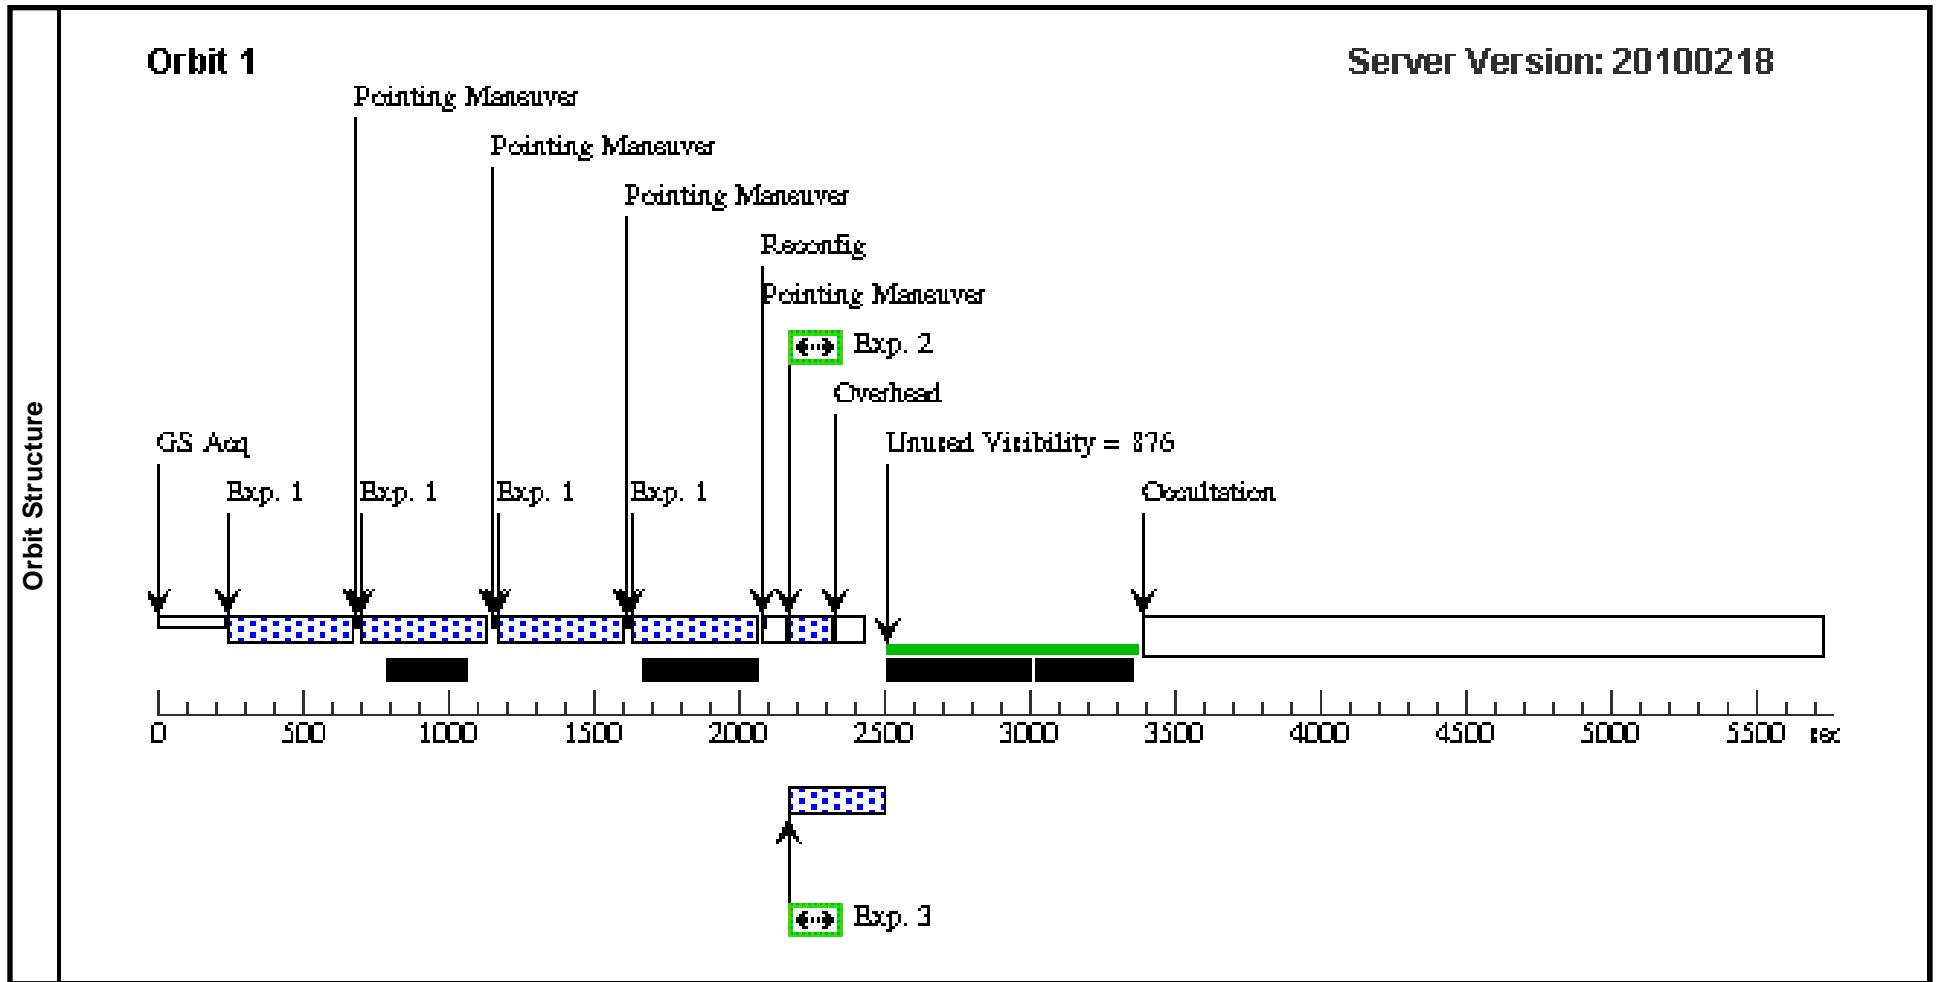 Orbit Structure
Orbit 1
Server Version: 20100218
Pointing Maneuver
Pointing Maneuver
Pointing Maneuver
Reconfig
Pointing Maneuver
Exp. 2
Overhead
GS Acq
Unused Visibility = 876
Exp. 1
Exp. 1
Exp. 1
Exp. 1
Occultation
0 500 1000 1500 2000 2500 3000 3500 4000 4500 5000 5500 sec
Exp. 3